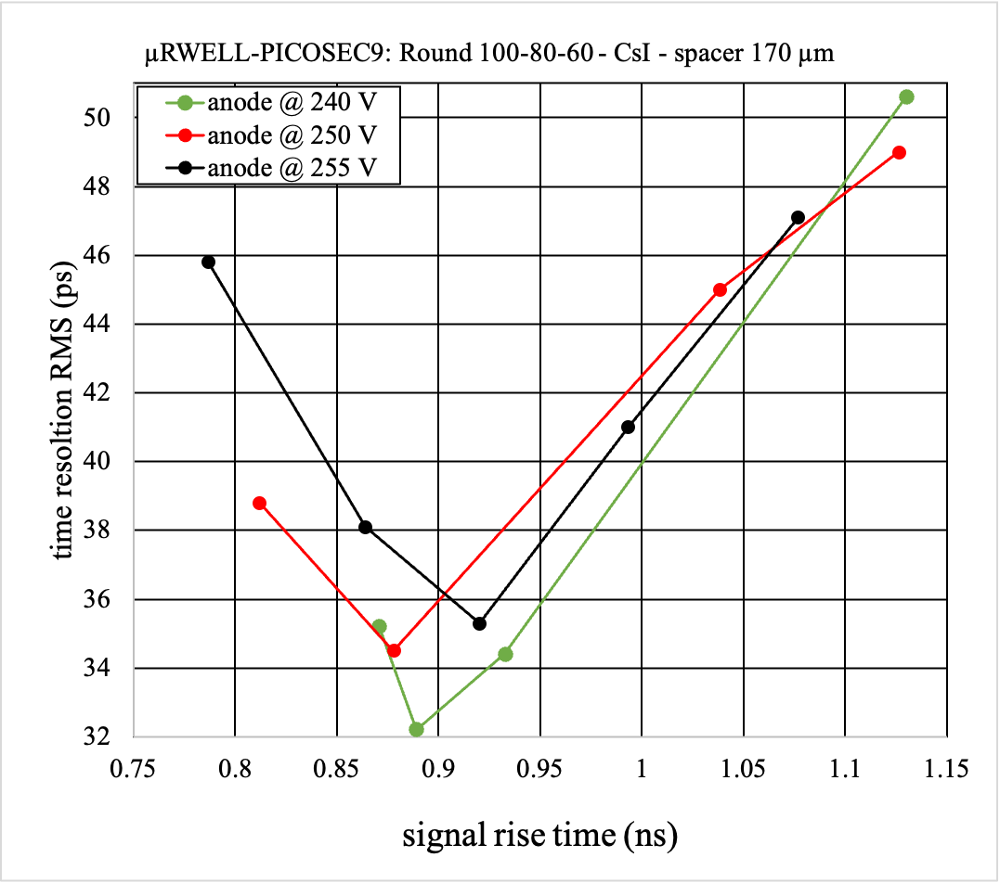 µRWELL-PICOSEC9: Round 100-80-60 - CsI - spacer 170 µm
anode @ 240 V
anode @ 250 V
anode @ 255 V
time resoltion RMS (ps)
50
48
46
44
42
40
38
36
34
32
0.75 0.8 0.85 0.9 0.95 1 1.05 1.1 1.15
signal rise time (ns)